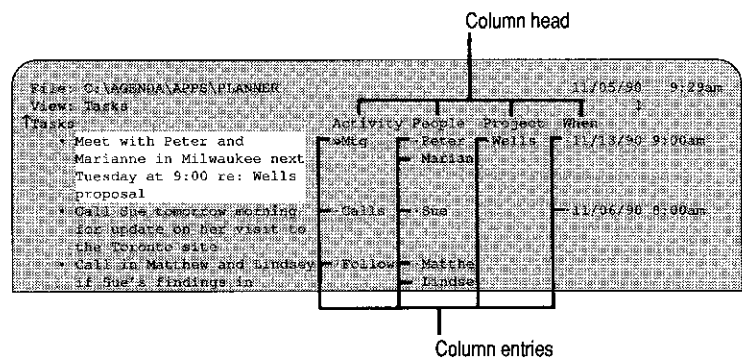 Column head
File: C:\AGENDA\APPS\PLANNER 11/05/90 9:29am
View: Tasks
Tasks Activity People Project When
• Meet with Peter and •Mtg •Peter •Wells •11/13/90 9:00am
Marianne in Milwaukee next •Marian
Tuesday at 9:00 re: Wells
proposal
• Call Sue tomorrow morning •Calls •Sue •11/06/90 8:00am
for update on her visit to
the Toronto site
• Call in Matthew and Lindsey •Follow •Matthe
if Sue's findings in •Lindse
Column entries